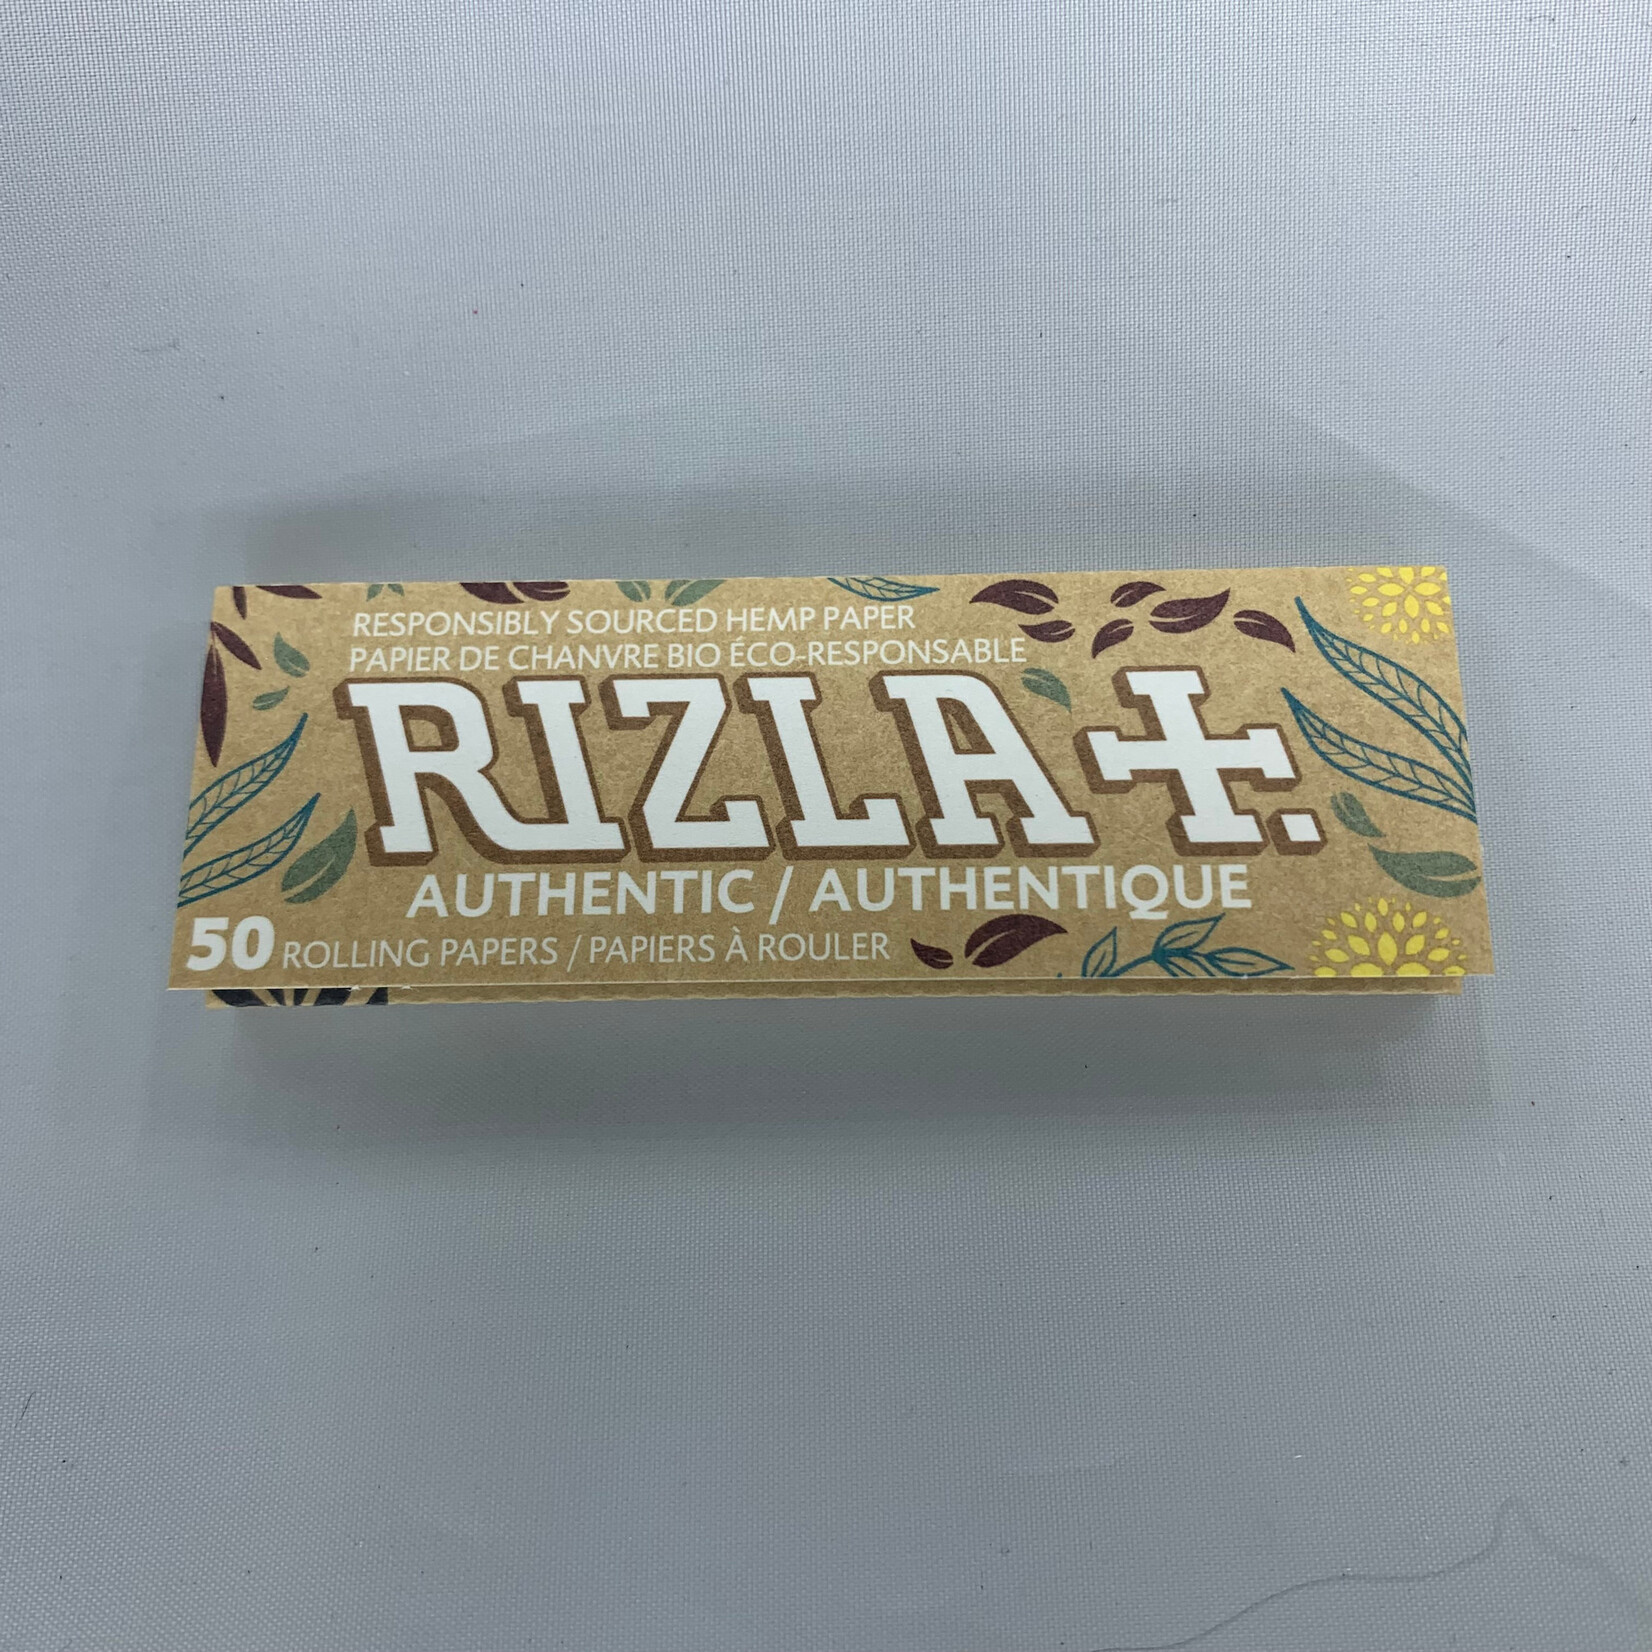 RESPONSIBLY SOURCED HEMP PAPER
PAPIER DE CHANVRE BIO ÉCO-RESPONSABLE
RIZLA+.
AUTHENTIC / AUTHENTIQUE
50 ROLLING PAPERS / PAPIERS À ROULER